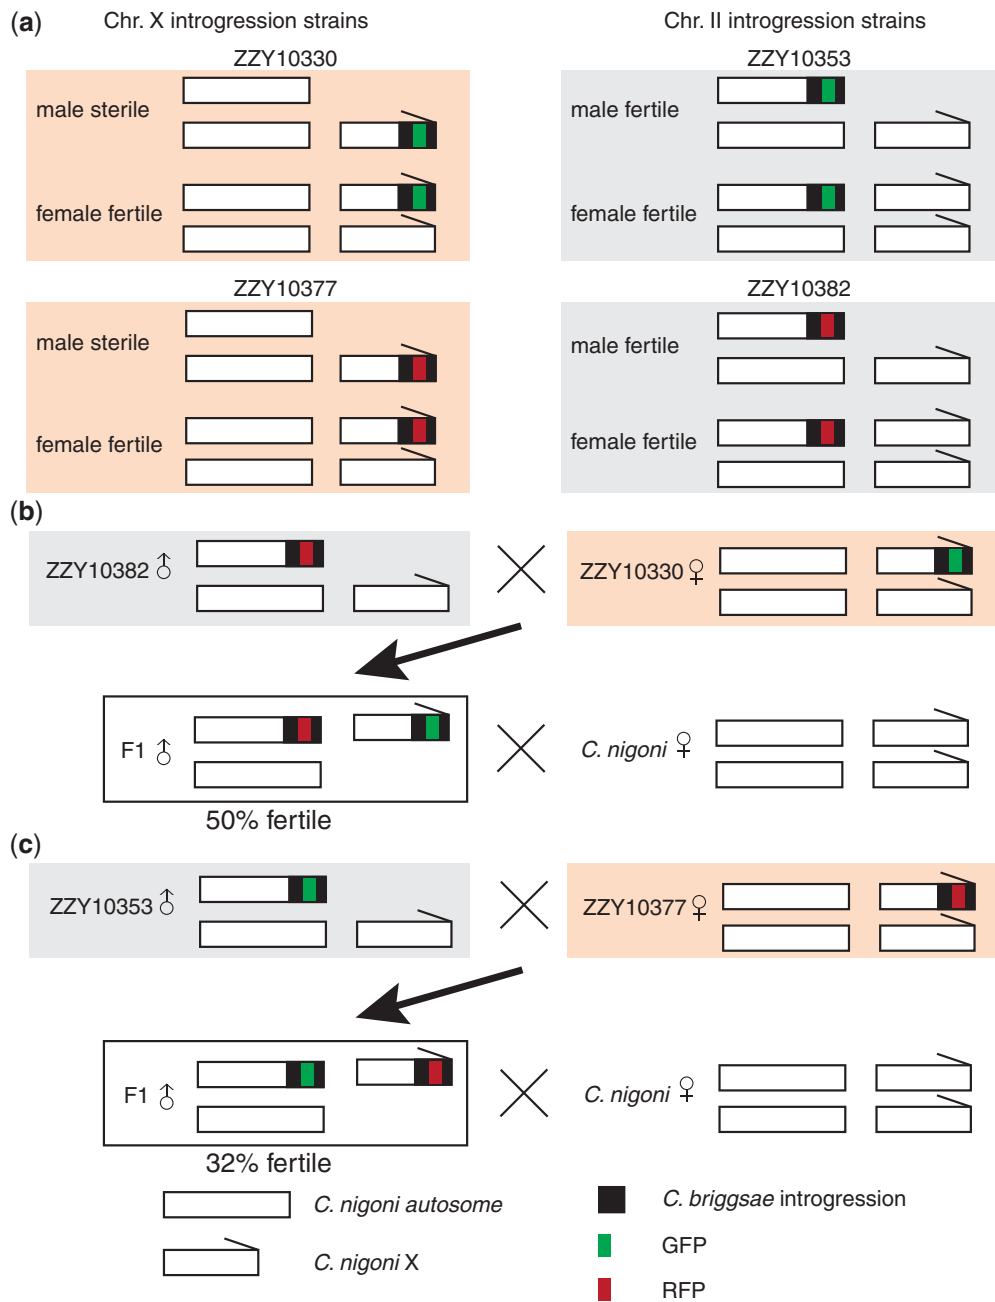 (a)
Chr. X introgression strains
Chr. II introgression strains
ZZY10330
male sterile
female fertile
ZZY10353
male fertile
female fertile
ZZY10377
male sterile
female fertile
ZZY10382
male fertile
female fertile
(b)
ZZY10382 ♂
ZZY10330 ♀
F1 ♂
C. nigoni ♀
50% fertile
(c)
ZZY10353 ♂
ZZY10377 ♀
F1 ♂
C. nigoni ♀
32% fertile
C. nigoni autosome
C. nigoni X
C. briggsae introgression
GFP
RFP